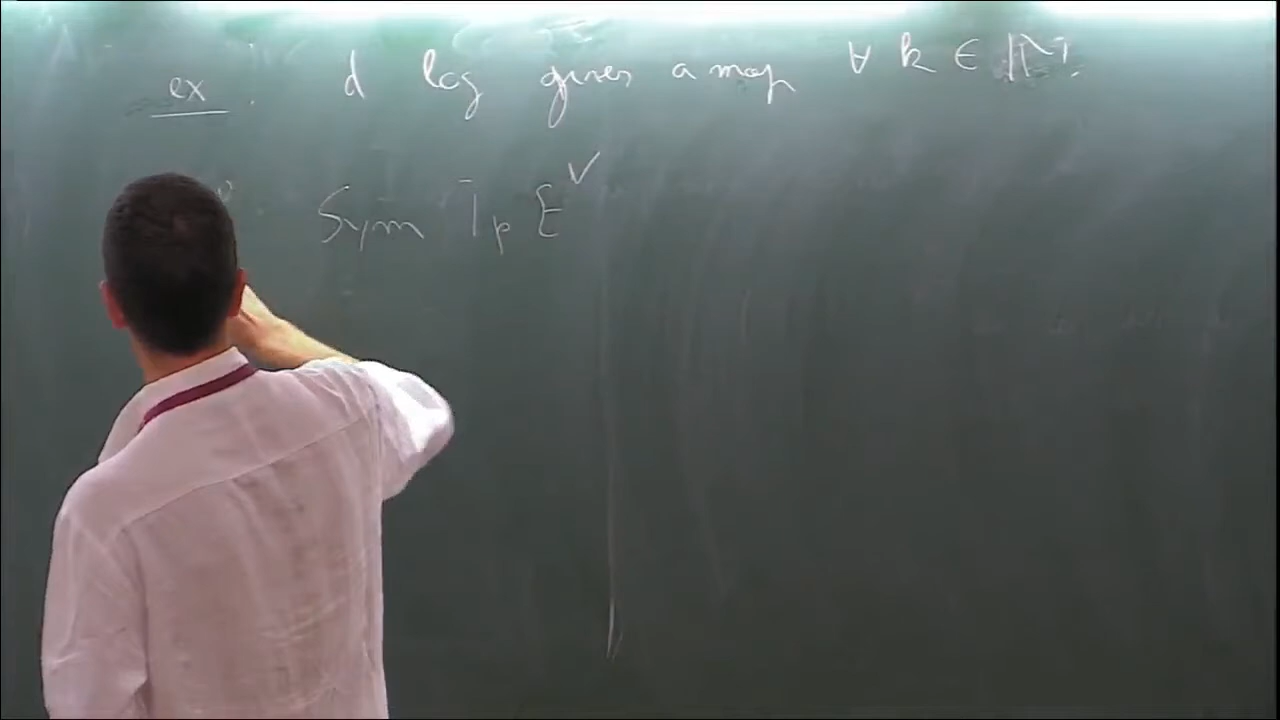 ex : d log gives a map ∀ k ∈ ℕ.
Sym T_p E^∨